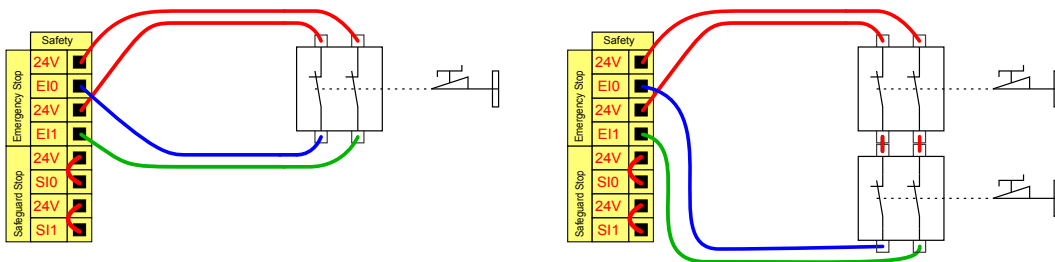 Safety
Emergency Stop
24V
EI0
24V
EI1
Safeguard Stop
24V
SI0
24V
SI1
Safety
Emergency Stop
24V
EI0
24V
EI1
Safeguard Stop
24V
SI0
24V
SI1